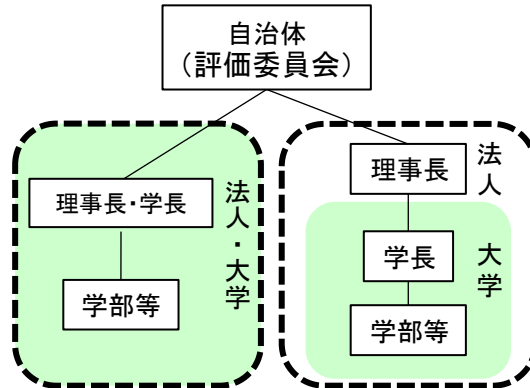 自治体
（評価委員会）
理事長・学長
学部等
法人・大学
理事長
法人
学長
大学
学部等